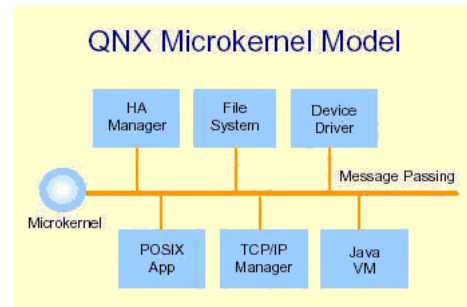 QNX Microkernel Model
HA
Manager
File
System
Device
Driver
Message Passing
Microkernel
POSIX
App
TCP/IP
Manager
Java
VM